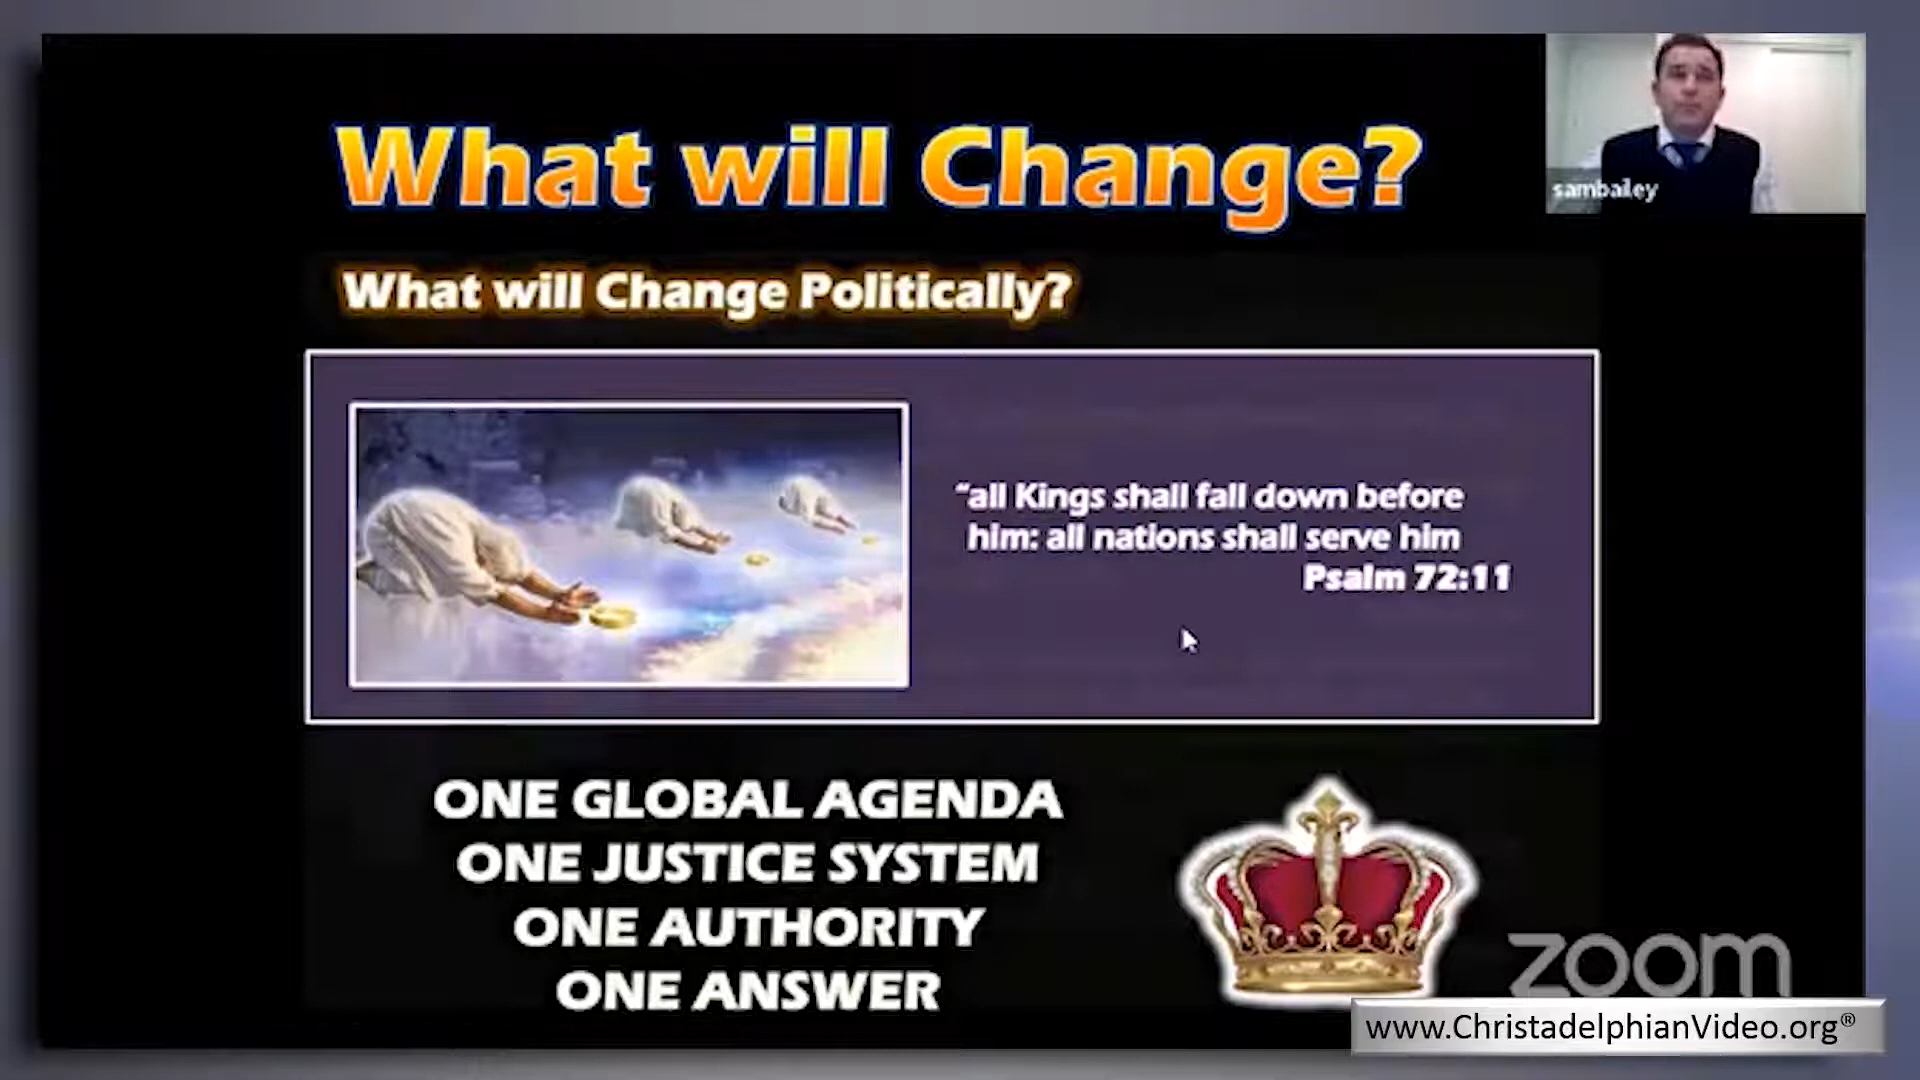 What will Change?
sambailey
What will Change Politically?
“all Kings shall fall down before
him: all nations shall serve him
Psalm 72:11
ONE GLOBAL AGENDA
ONE JUSTICE SYSTEM
ONE AUTHORITY
ONE ANSWER
zoom
www.ChristadelphianVideo.org®